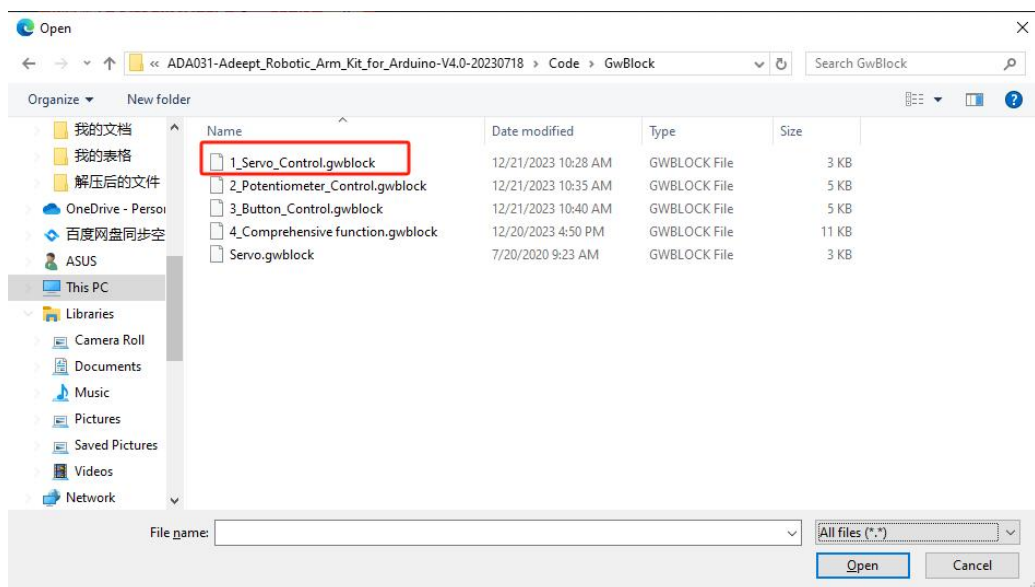 Open
« ADA031-Adeept_Robotic_Arm_Kit_for_Arduino-V4.0-20230718 > Code > GwBlock
Search GwBlock
Organize
New folder
我的文档
我的表格
解压后的文件
OneDrive - Person
百度网盘同步空
ASUS
This PC
Libraries
Camera Roll
Documents
Music
Pictures
Saved Pictures
Videos
Network
Name Date modified Type Size
1_Servo_Control.gwblock 12/21/2023 10:28 AM GWBLOCK File 3 KB
2_Potentiometer_Control.gwblock 12/21/2023 10:35 AM GWBLOCK File 5 KB
3_Button_Control.gwblock 12/21/2023 10:40 AM GWBLOCK File 5 KB
4_Comprehensive function.gwblock 12/20/2023 4:50 PM GWBLOCK File 11 KB
Servo.gwblock 7/20/2020 9:23 AM GWBLOCK File 3 KB
File name:
All files (*.*)
Open
Cancel